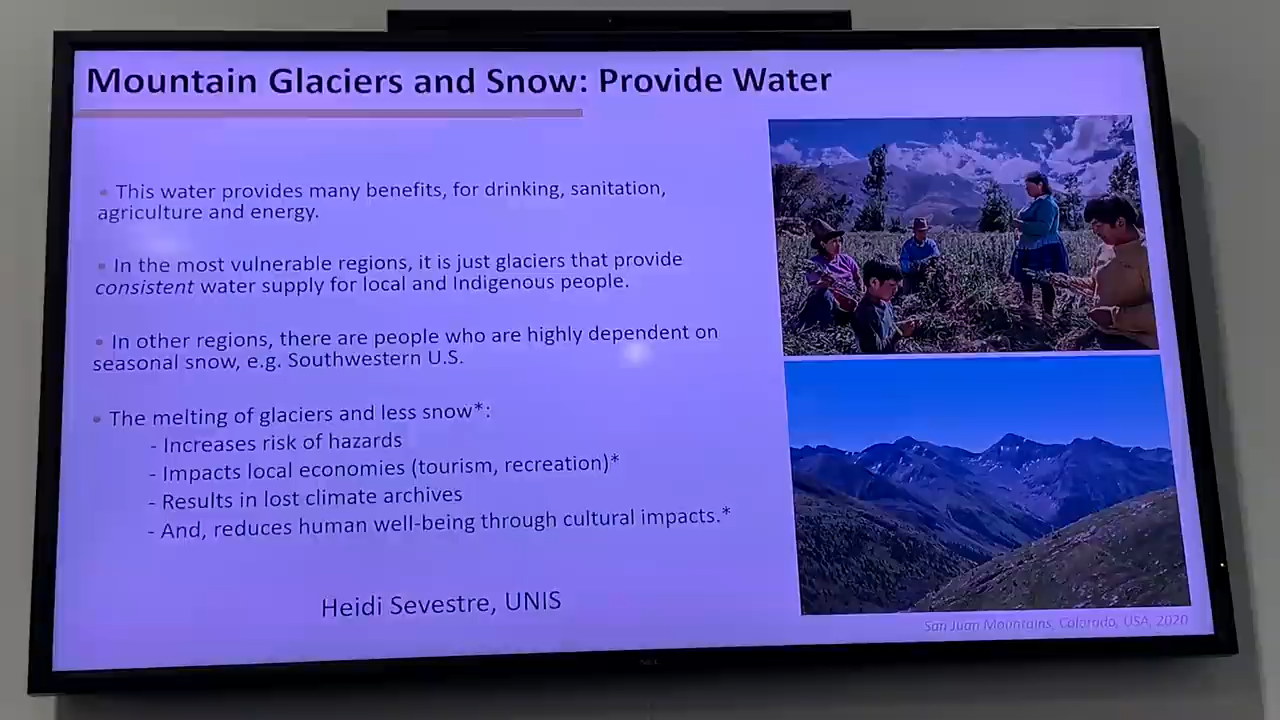 Mountain Glaciers and Snow: Provide Water
• This water provides many benefits, for drinking, sanitation,
agriculture and energy.
• In the most vulnerable regions, it is just glaciers that provide
consistent water supply for local and Indigenous people.
• In other regions, there are people who are highly dependent on
seasonal snow, e.g. Southwestern U.S.
• The melting of glaciers and less snow*:
- Increases risk of hazards
- Impacts local economies (tourism, recreation)*
- Results in lost climate archives
- And, reduces human well-being through cultural impacts.*
Heidi Sevestre, UNIS
San Juan Mountains, Colorado, USA, 2020
NEC